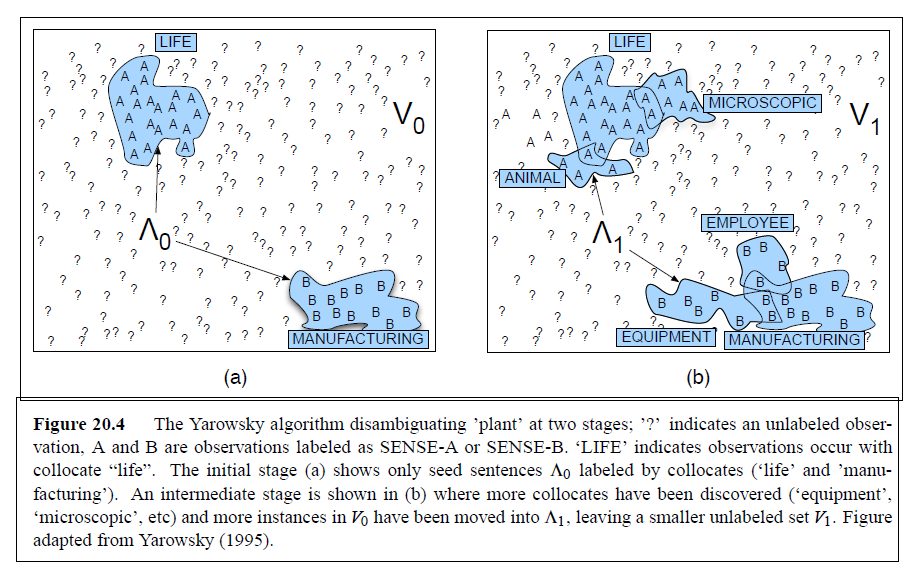 LIFE
V₀
Λ₀
MANUFACTURING
(a)
LIFE
MICROSCOPIC
V₁
ANIMAL
EMPLOYEE
Λ₁
EQUIPMENT MANUFACTURING
(b)
Figure 20.4 The Yarowsky algorithm disambiguating ’plant’ at two stages; ’?’ indicates an unlabeled obser-
vation, A and B are observations labeled as SENSE-A or SENSE-B. ‘LIFE’ indicates observations occur with
collocate “life”. The initial stage (a) shows only seed sentences Λ₀ labeled by collocates (‘life’ and ’manu-
facturing’). An intermediate stage is shown in (b) where more collocates have been discovered (‘equipment’,
‘microscopic’, etc) and more instances in V₀ have been moved into Λ₁, leaving a smaller unlabeled set V₁. Figure
adapted from Yarowsky (1995).